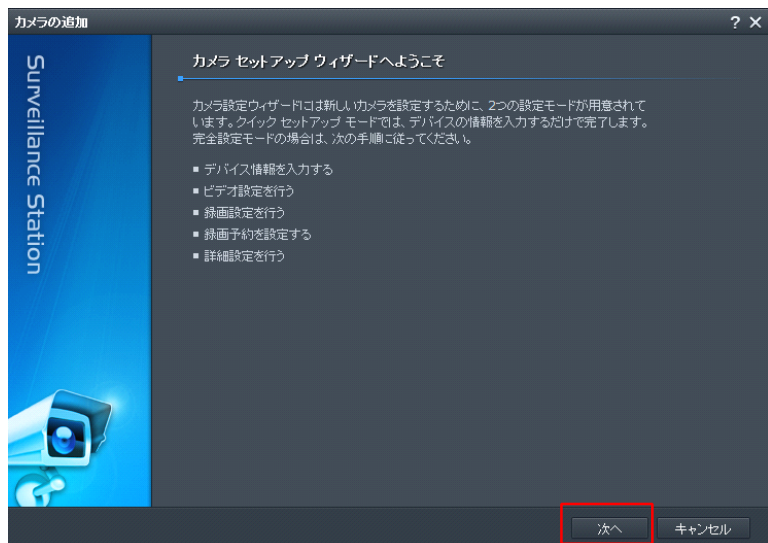 カメラの追加
? ×
Surveillance Station
カメラ セットアップ ウィザードへようこそ
カメラ設定ウィザードには新しいカメラを設定するために、2つの設定モードが用意されて
います。クイック セットアップ モードでは、デバイスの情報を入力するだけで完了します。
完全設定モードの場合は、次の手順に従ってください。
▪ デバイス情報を入力する
▪ ビデオ設定を行う
▪ 録画設定を行う
▪ 録画予約を設定する
▪ 詳細設定を行う
次へ
キャンセル